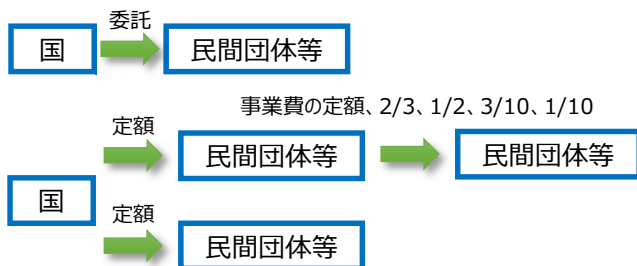 委託
国
民間団体等
事業費の定額、2/3、1/2、3/10、1/10
定額
民間団体等
民間団体等
国
定額
民間団体等